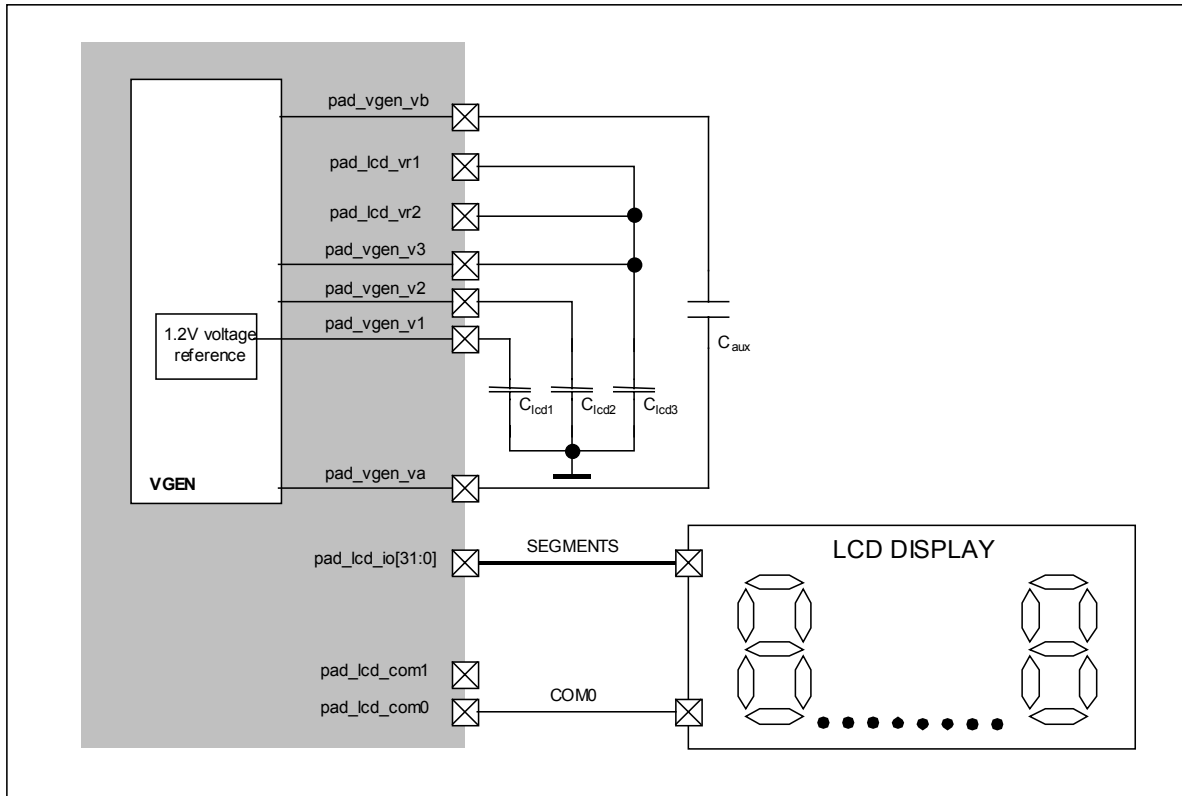 pad_vgen_vb
pad_lcd_vr1
pad_lcd_vr2
pad_vgen_v3
pad_vgen_v2
pad_vgen_v1
1.2V voltage
reference
Caux
Clcd1
Clcd2
Clcd3
pad_vgen_va
VGEN
pad_lcd_io[31:0]
SEGMENTS
LCD DISPLAY
pad_lcd_com1
pad_lcd_com0
COM0